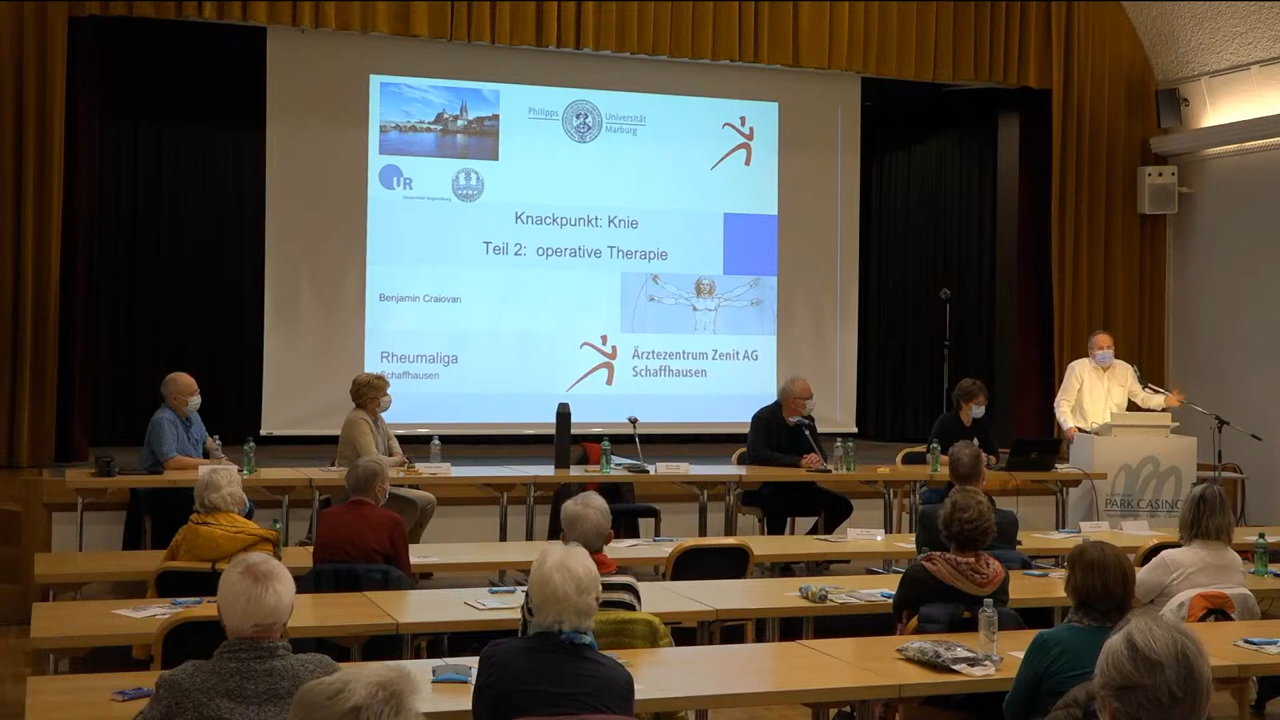 Philipps
Universität
Marburg
UR
Universität Regensburg
Knackpunkt: Knie
Teil 2: operative Therapie
Benjamin Craiovan
Rheumaliga
Schaffhausen
Ärztezentrum Zenit AG
Schaffhausen
PARK CASINO